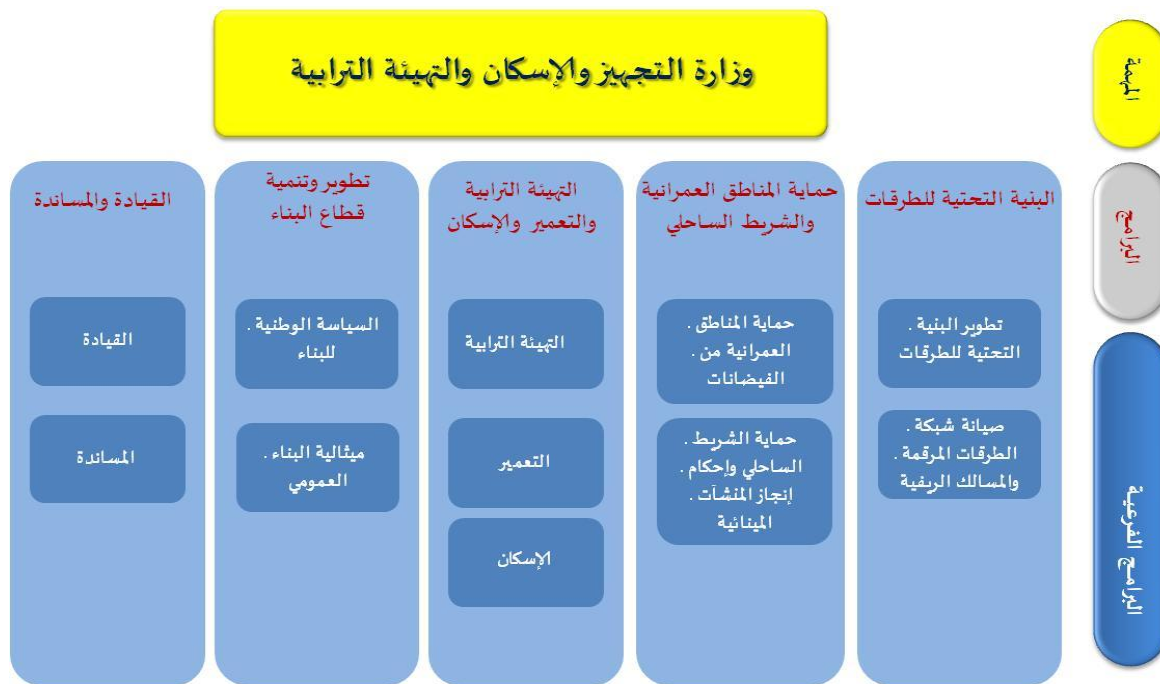 وزارة التجهيز والإسكان والتهيئة الترابية
المهمة
البرامج
البنية التحتية للطرقات
حماية المناطق العمرانية
والشريط الساحلي
التهيئة الترابية
والتعمير والإسكان
تطوير وتنمية
قطاع البناء
القيادة والمساندة
البرامج الفرعية
تطوير البنية .
التحتية للطرقات
صيانة شبكة .
الطرقات المرقمة .
والمسالك الريفية
حماية المناطق .
العمرانية من .
الفيضانات
حماية الشريط .
الساحلي وإحكام .
إنجاز المنشآت .
المينائية
التهيئة الترابية
التعمير
الإسكان
السياسة الوطنية .
للبناء
ميثالية البناء .
العمومي
القيادة
المساندة